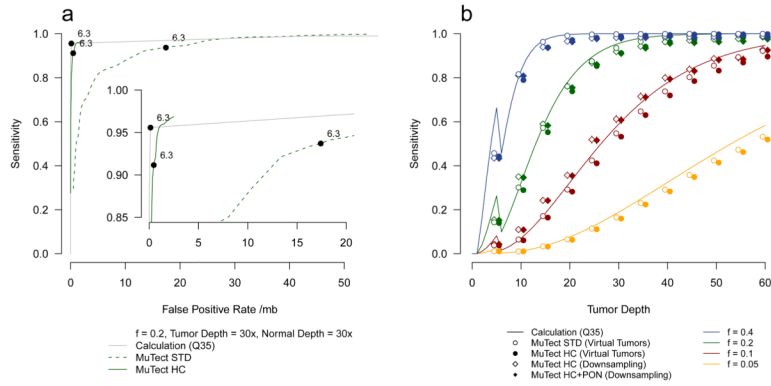 a
1.0
0.8
0.6
0.4
0.2
0.0
Sensitivity
6.3
6.3
6.3
1.00
0.95
0.90
0.85
6.3
6.3
6.3
0
5
10
15
20
0
10
20
30
40
50
False Positive Rate /mb
f = 0.2, Tumor Depth = 30x, Normal Depth = 30x
Calculation (Q35)
MuTect STD
MuTect HC
b
1.0
0.8
0.6
0.4
0.2
0.0
Sensitivity
0
10
20
30
40
50
60
Tumor Depth
Calculation (Q35)
MuTect STD (Virtual Tumors)
MuTect HC (Virtual Tumors)
MuTect HC (Downsampling)
MuTect HC+PON (Downsampling)
f = 0.4
f = 0.2
f = 0.1
f = 0.05